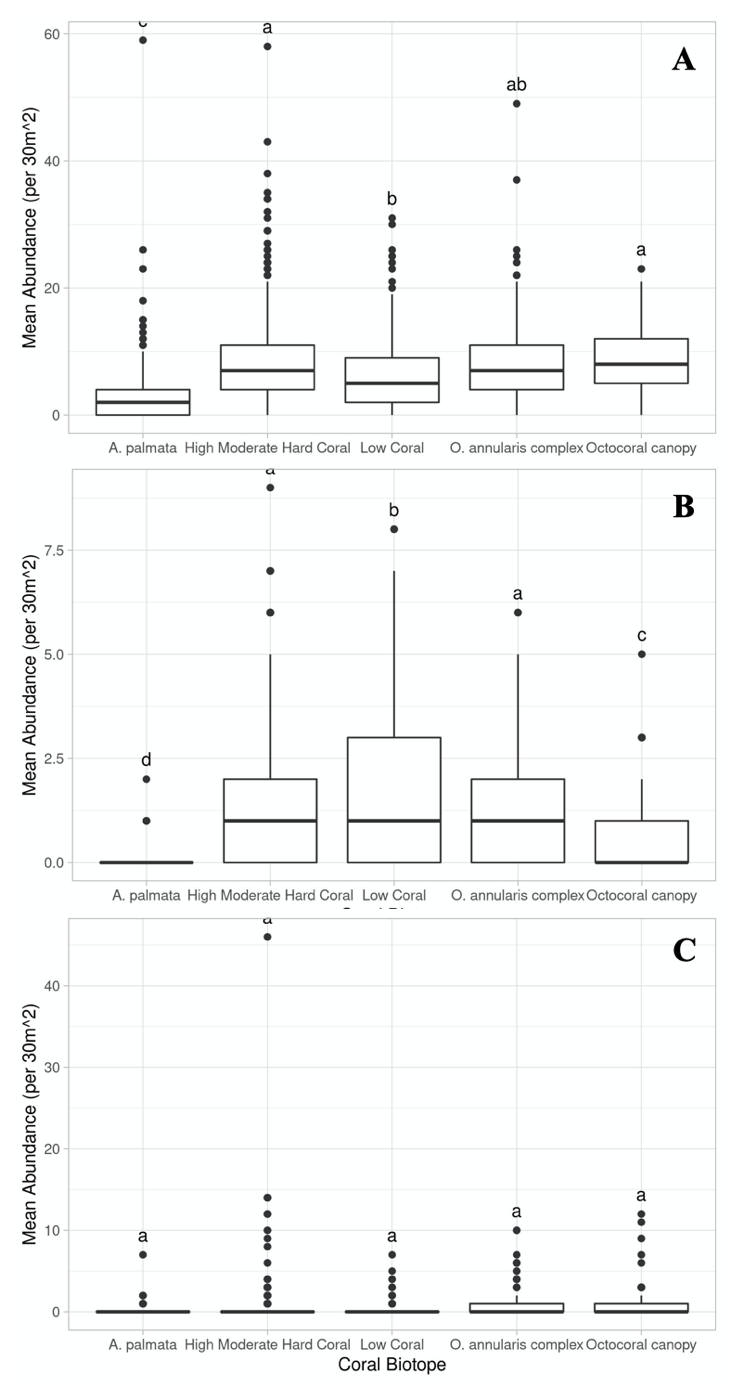 c
a
60
A
ab
40
b
a
20
0
A. palmata High Moderate Hard Coral Low Coral O. annularis complex Octocoral canopy
Mean Abundance (per 30m^2)
a
B
b
7.5
a
c
5.0
d
2.5
0.0
A. palmata High Moderate Hard Coral Low Coral O. annularis complex Octocoral canopy
Mean Abundance (per 30m^2)
a
C
40
30
20
a
a
a
a
10
0
A. palmata High Moderate Hard Coral Low Coral O. annularis complex Octocoral canopy
Mean Abundance (per 30m^2)
Coral Biotope